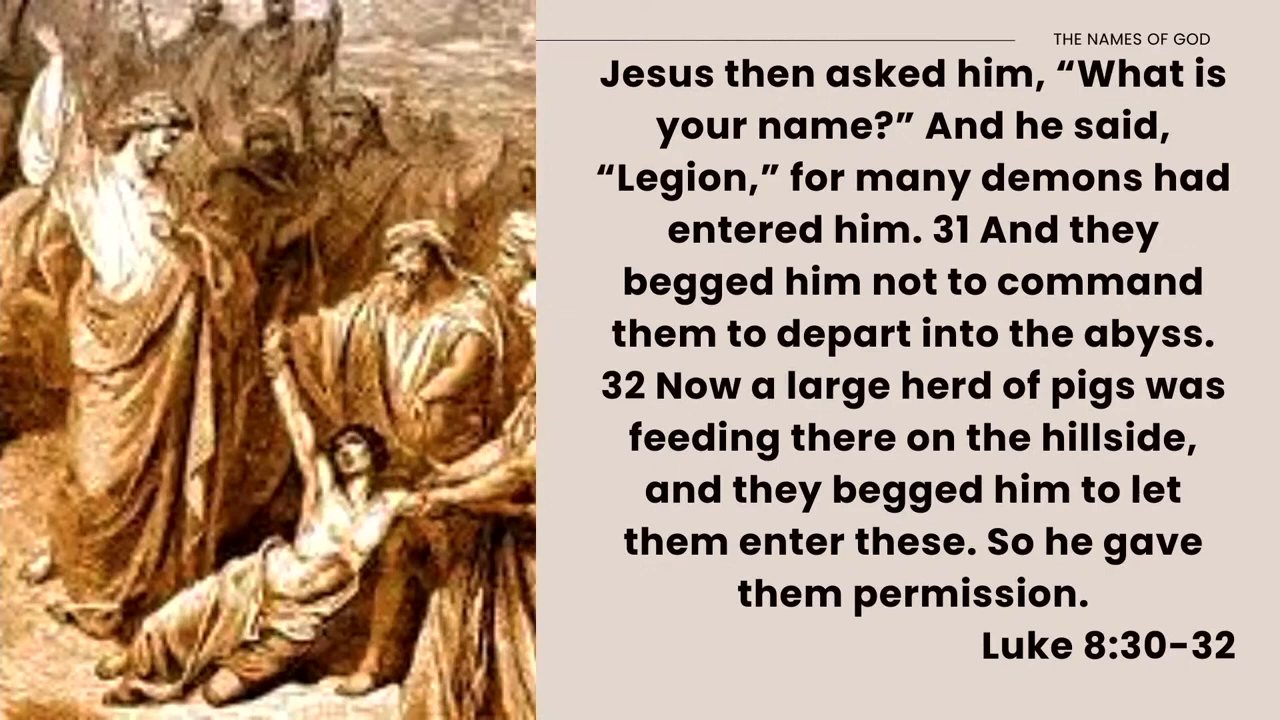 THE NAMES OF GOD
Jesus then asked him, “What is
your name?” And he said,
“Legion,” for many demons had
entered him. 31 And they
begged him not to command
them to depart into the abyss.
32 Now a large herd of pigs was
feeding there on the hillside,
and they begged him to let
them enter these. So he gave
them permission.
Luke 8:30-32